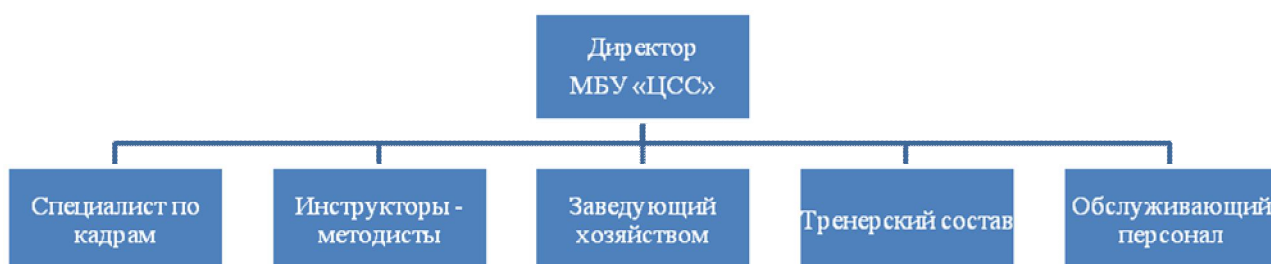 Директор
МБУ «ЦСС»
Специалист по
кадрам
Инструкторы -
методисты
Заведующий
хозяйством
Тренерский состав
Обслуживающий
персонал